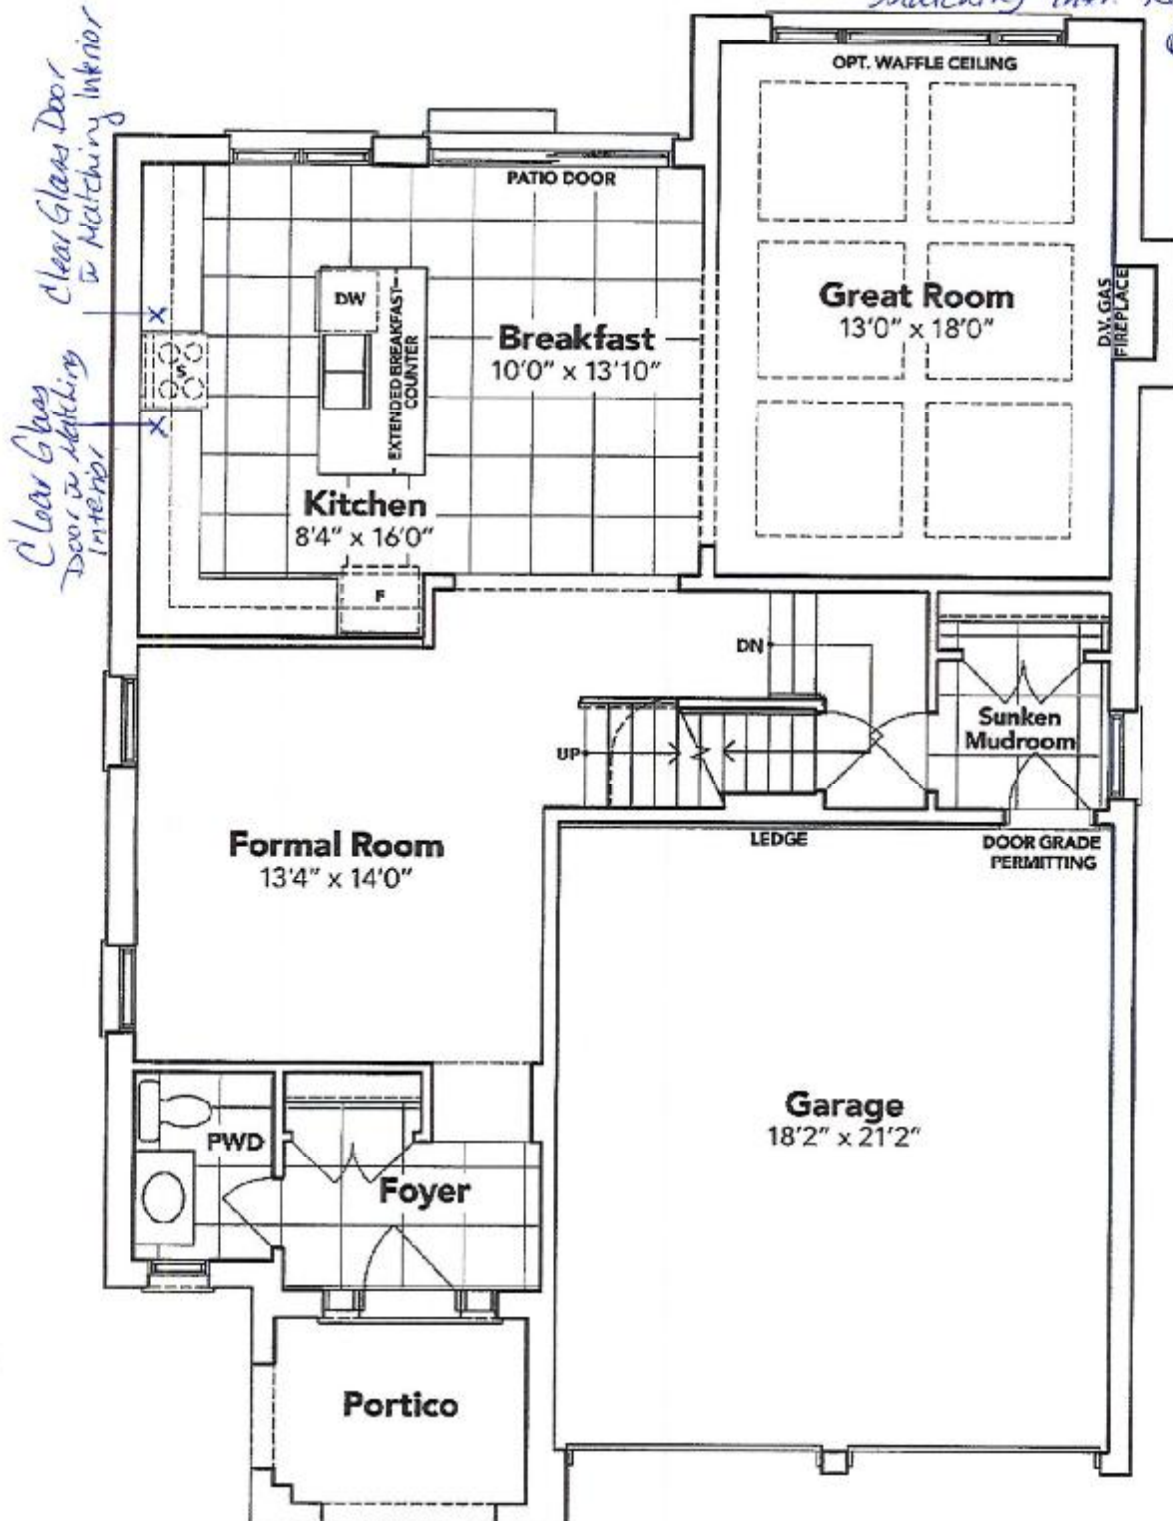 Matching Int.
OPT. WAFFLE CEILING
Clear Glass Door
w Matching Interior
PATIO DOOR
Great Room
13'0" x 18'0"
D.V. GAS
FIREPLACE
DW
EXTENDED BREAKFAST
COUNTER
Breakfast
10'0" x 13'10"
S
Clear Glass
Door w Matching
Interior
Kitchen
8'4" x 16'0"
F
DN
Sunken
Mudroom
UP
LEDGE
DOOR GRADE
PERMITTING
Formal Room
13'4" x 14'0"
Garage
18'2" x 21'2"
PWD
Foyer
Portico